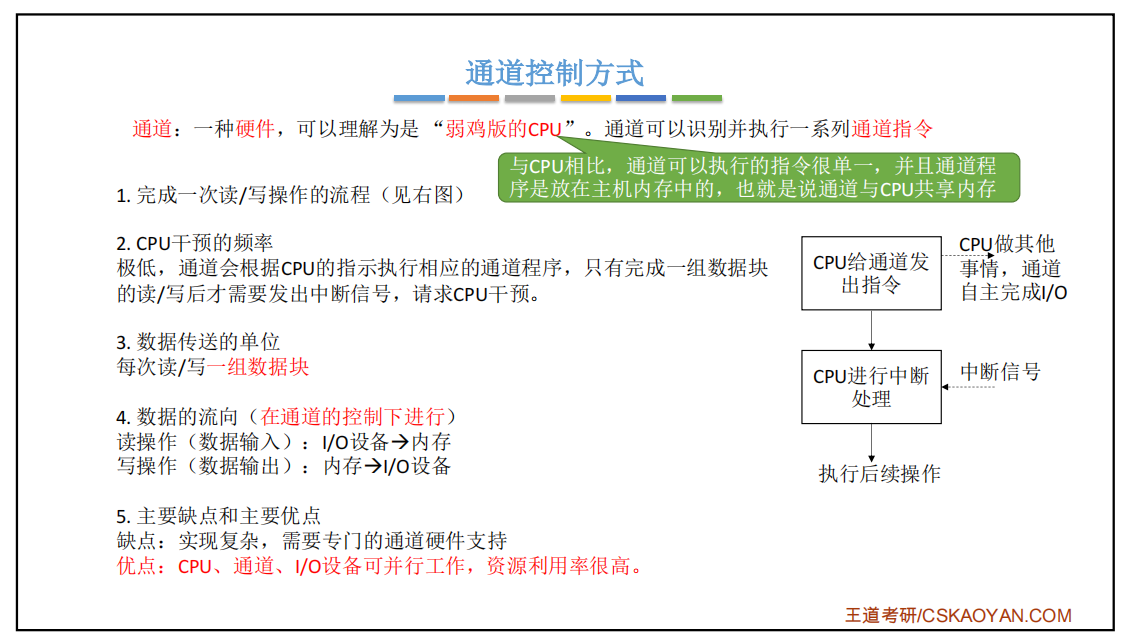 通道控制方式
通道：一种硬件，可以理解为是 “弱鸡版的CPU”。通道可以识别并执行一系列通道指令
与CPU相比，通道可以执行的指令很单一，并且通道程
序是放在主机内存中的，也就是说通道与CPU共享内存
1. 完成一次读/写操作的流程（见右图）
2. CPU干预的频率
极低，通道会根据CPU的指示执行相应的通道程序，只有完成一组数据块
的读/写后才需要发出中断信号，请求CPU干预。
3. 数据传送的单位
每次读/写一组数据块
4. 数据的流向（在通道的控制下进行）
读操作（数据输入）：I/O设备→内存
写操作（数据输出）：内存→I/O设备
5. 主要缺点和主要优点
缺点：实现复杂，需要专门的通道硬件支持
优点：CPU、通道、I/O设备可并行工作，资源利用率很高。
CPU给通道发
出指令
CPU做其他
事情，通道
自主完成I/O
CPU进行中断
处理
中断信号
执行后续操作
王道考研/CSKAOYAN.COM